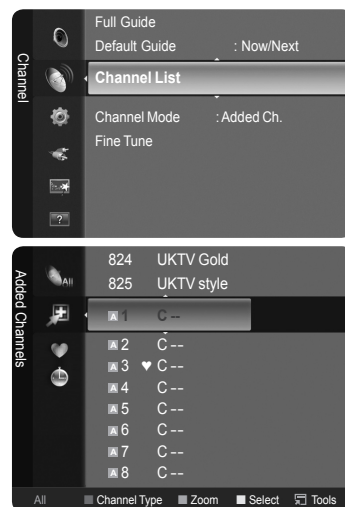 Channel
Full Guide
Default Guide : Now/Next
Channel List
Channel Mode : Added Ch.
Fine Tune
?
Added Channels
All
824 UKTV Gold
825 UKTV style
A 1 C --
A 2 C --
A 3 ♥ C --
A 4 C --
A 5 C --
A 6 C --
A 7 C --
A 8 C --
All Channel Type Zoom Select Tools